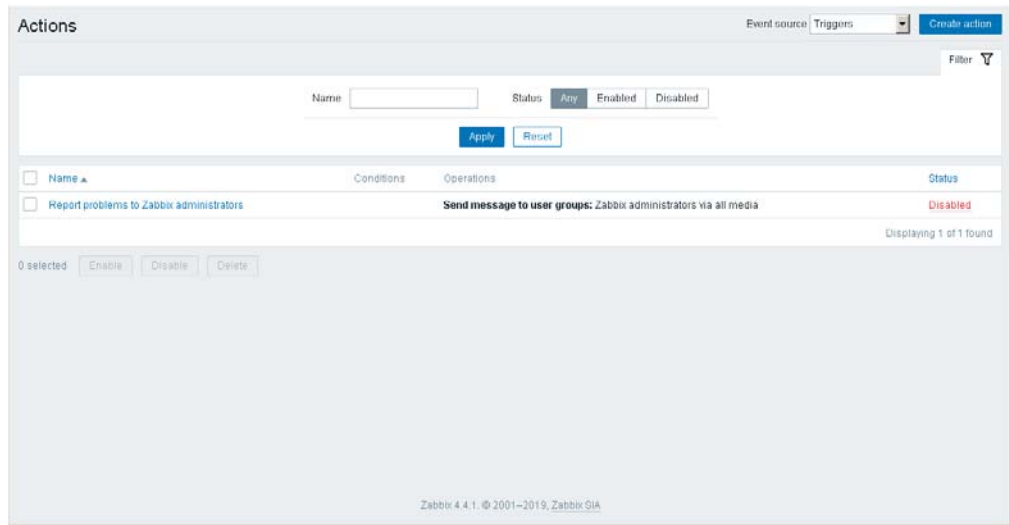 Actions
Event source Triggers Create action
Filter
Name Status Any Enabled Disabled
Apply Reset
Name Conditions Operations Status
Report problems to Zabbix administrators Send message to user groups: Zabbix administrators via all media Disabled
Displaying 1 of 1 found
0 selected Enable Disable Delete
Zabbix 4.4.1. © 2001–2019, Zabbix SIA